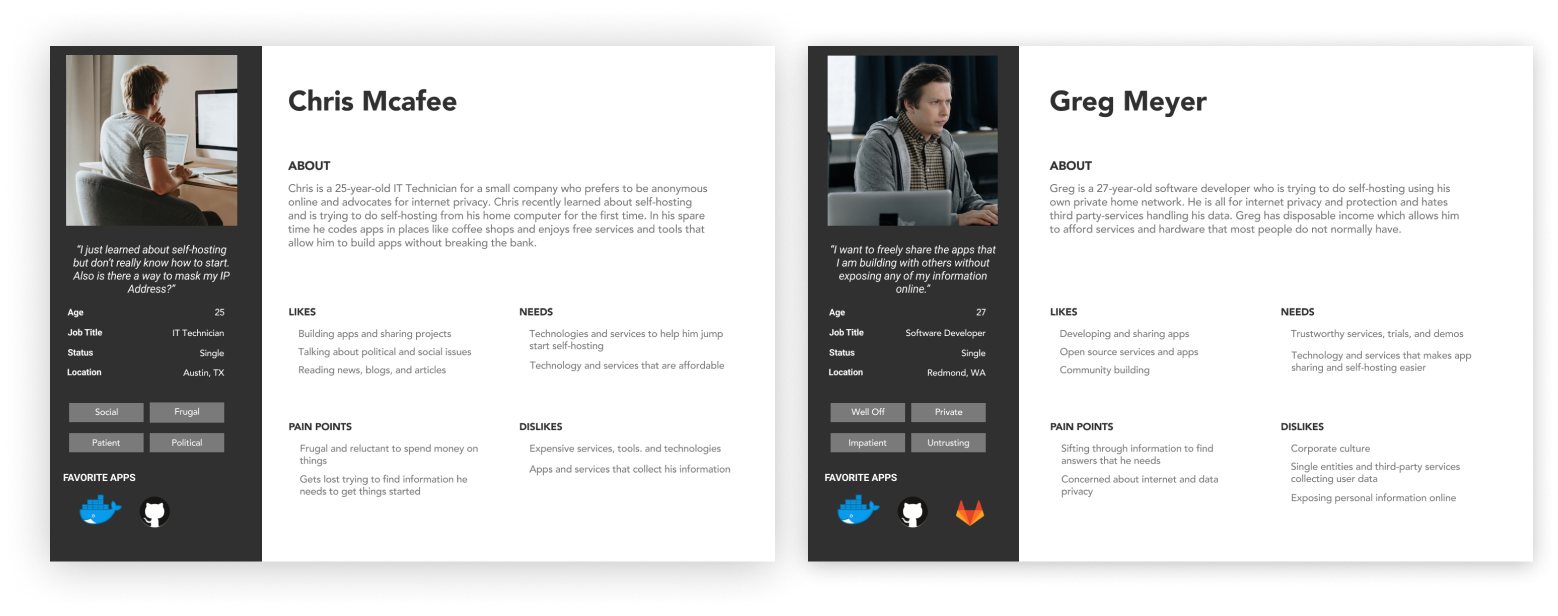 Chris Mcafee
ABOUT
Chris is a 25-year-old IT Technician for a small company who prefers to be anonymous
online and advocates for internet privacy. Chris recently learned about self-hosting
and is trying to do self-hosting from his home computer for the first time. In his spare
time he codes apps in places like coffee shops and enjoys free services and tools that
allow him to build apps without breaking the bank.
"I just learned about self-hosting
but don't really know how to start.
Also is there a way to mask my IP
Address?"
Age 25
Job Title IT Technician
Status Single
Location Austin, TX
Social Frugal
Patient Political
FAVORITE APPS
LIKES
Building apps and sharing projects
Talking about political and social issues
Reading news, blogs, and articles
NEEDS
Technologies and services to help him jump
start self-hosting
Technology and services that are affordable
PAIN POINTS
Frugal and reluctant to spend money on
things
Gets lost trying to find information he
needs to get things started
DISLIKES
Expensive services, tools. and technologies
Apps and services that collect his information
Greg Meyer
ABOUT
Greg is a 27-year-old software developer who is trying to do self-hosting using his
own private home network. He is all for internet privacy and protection and hates
third party-services handling his data. Greg has disposable income which allows him
to afford services and hardware that most people do not normally have.
"I want to freely share the apps that
I am building with others without
exposing any of my information
online."
Age 27
Job Title Software Developer
Status Single
Location Redmond, WA
Well Off Private
Impatient Untrusting
FAVORITE APPS
LIKES
Developing and sharing apps
Open source services and apps
Community building
NEEDS
Trustworthy services, trials, and demos
Technology and services that makes app
sharing and self-hosting easier
PAIN POINTS
Sifting through information to find
answers that he needs
Concerned about internet and data
privacy
DISLIKES
Corporate culture
Single entities and third-party services
collecting user data
Exposing personal information online